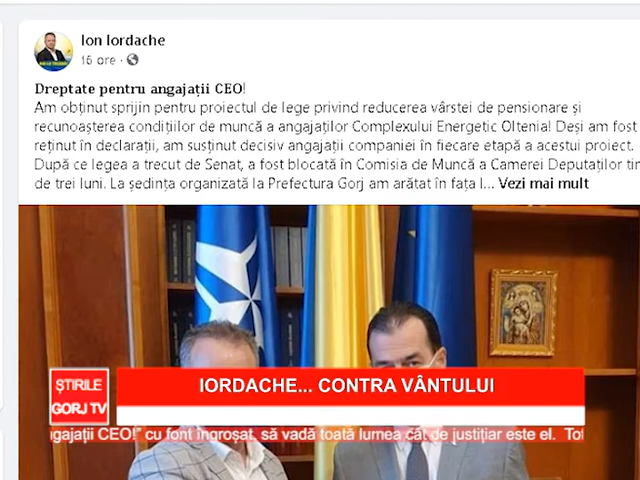 Ion Iordache
16 ore
Dreptate pentru angajații CEO!
Am obținut sprijin pentru proiectul de lege privind reducerea vârstei de pensionare și
recunoașterea condițiilor de muncă a angajaților Complexului Energetic Oltenia! Deși am fost
reținut în declarații, am susținut decisiv angajații companiei în fiecare etapă a acestui proiect.
După ce legea a trecut de Senat, a fost blocată în Comisia de Muncă a Camerei Deputaților
de trei luni. La ședința organizată la Prefectura Gorj am arătat în fața l... Vezi mai mult
ȘTIRILE
GORJ TV
IORDACHE... CONTRA VÂNTULUI
CEO!" cu font îngroșat, să vadă toată lumea cât de justițiar este el.